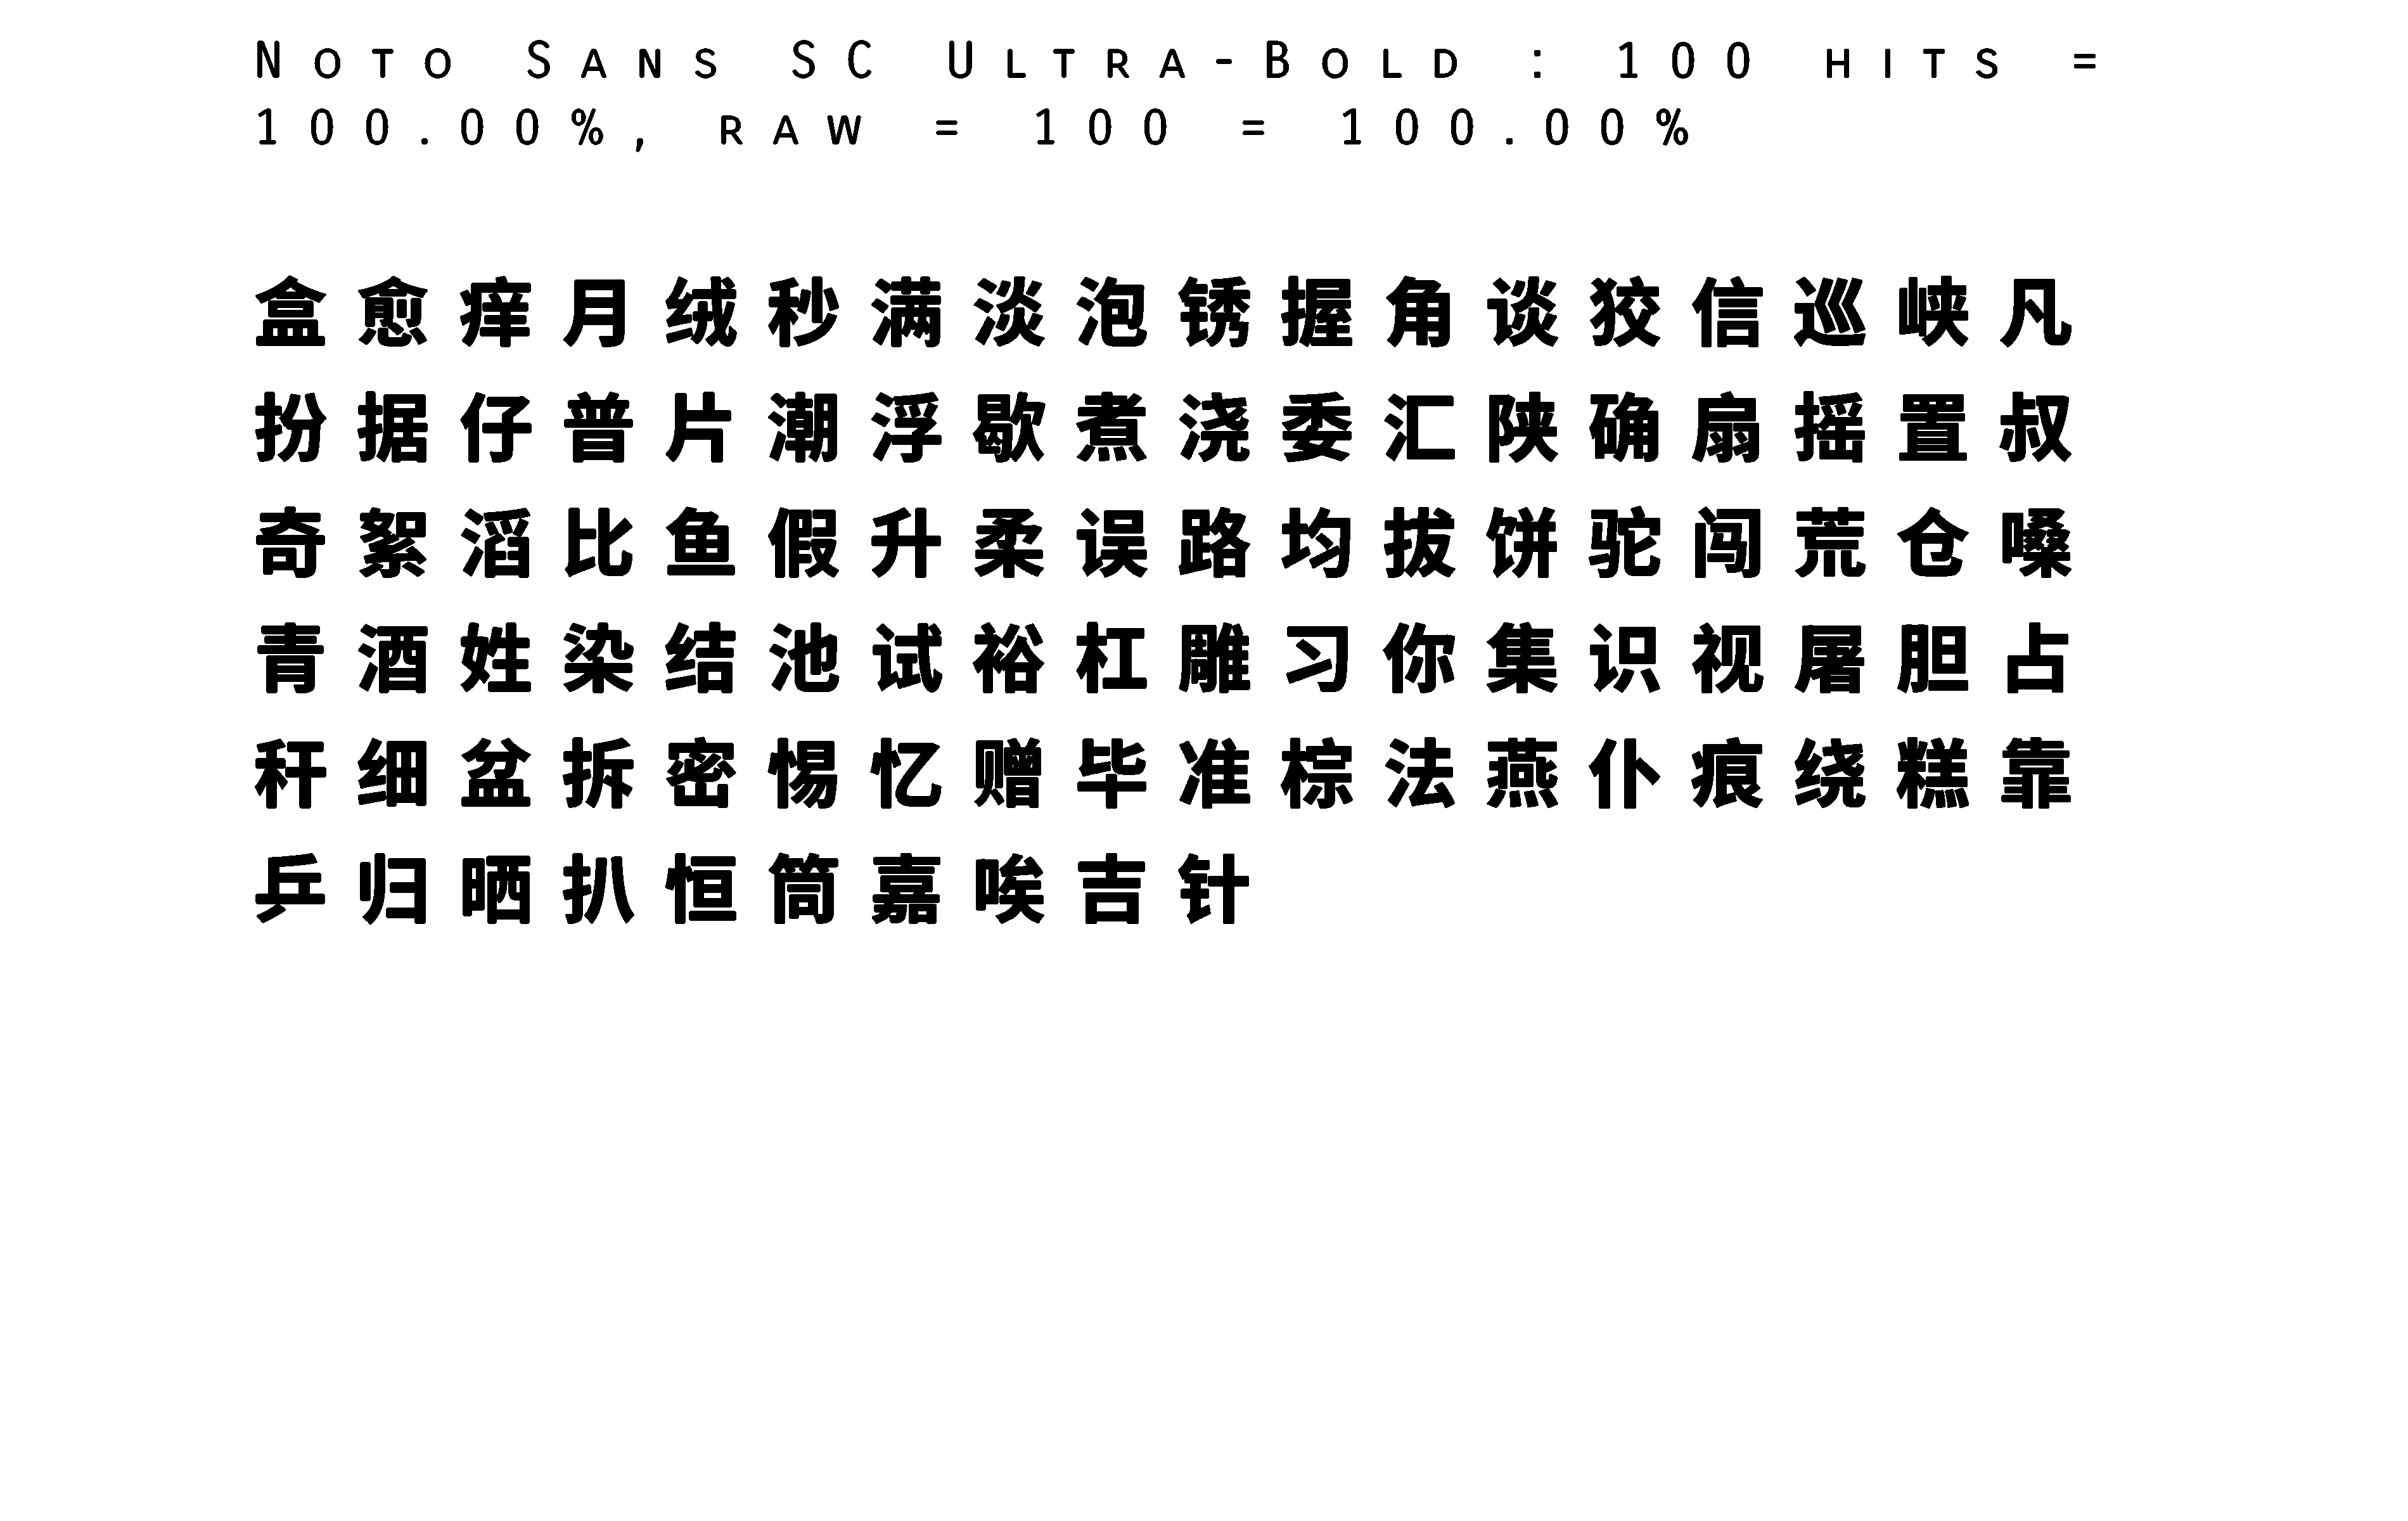 Noto Sans SC Ultra-Bold : 100 hits =
100.00%, raw = 100 = 100.00%
盒愈痒月绒秒满淡泡锈握角谈狡信巡峡凡
扮据仔普片潮浮歇煮浇委汇陕确扇摇置叔
奇絮滔比鱼假升柔误路均拔饼驼闯荒仓嗓
青酒姓染结池试裕杠雕习你集识视屠胆占
秆细盆拆密惕忆赠毕准棕法燕仆痕绕糕靠
乒归晒扒恒筒嘉唉吉针